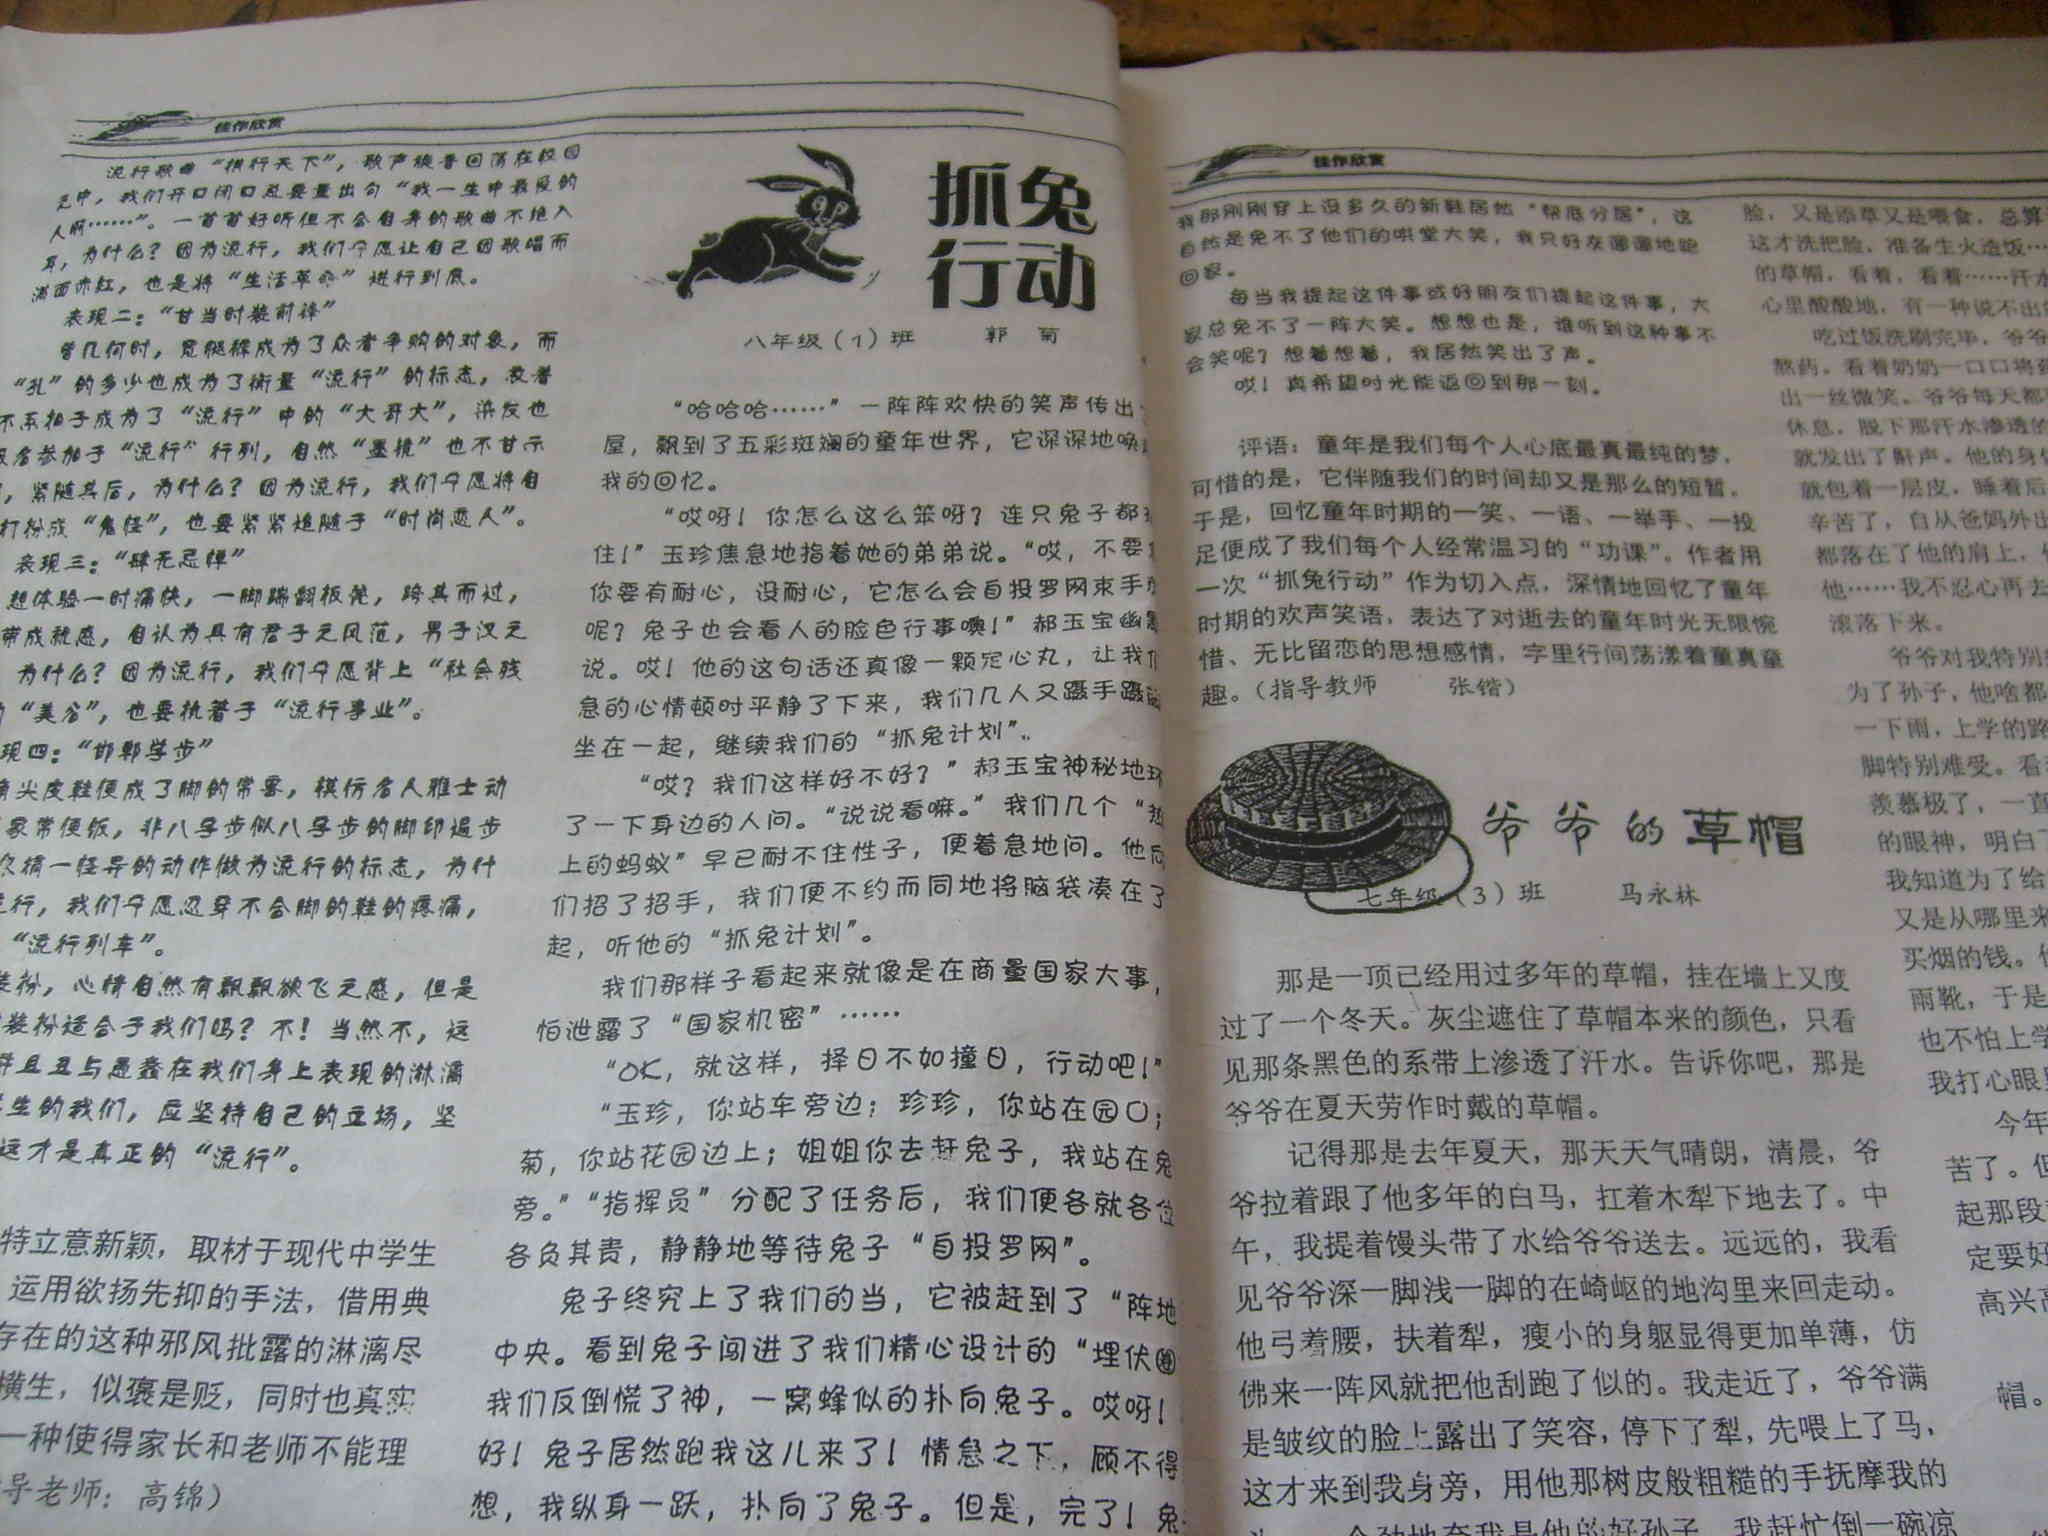 佳作欣赏
流行歌曲“横行天下”，歌声嗓音回荡在校园
之中，我们开口闭口总要冒出句“我一生中最爱的
人啊……”。一首首好听但不会自弃的歌曲不绝入
耳，为什么？因为流行，我们宁愿让自己因歌唱而
满面赤红，也是将“生活革命”进行到底。
表现二：“甘当时装前锋”
曾几何时，宽腿裤成为了众者争购的对象，而
“孔”的多少也成为了衡量“流行”的标志，敖着
不系扣子成为了“流行”中的“大哥大”，染发也
名参加于“流行”行列，自然“墨镜”也不甘示
，紧随其后，为什么？因为流行，我们宁愿将自
打扮成“鬼怪”，也要紧紧追随于“时尚恋人”。
表现三：“肆无忌惮”
想体验一时痛快，一脚踹翻板凳，跨其而过，
带成就感，自认为具有君子之风范，男子汉之
为什么？因为流行，我们宁愿背上“社会残
“美名”，也要执着于“流行事业”。
现四：“邯郸学步”
尖皮鞋便成了脚的常客，模仿名人雅士动
家常便饭，非八字步似八字步的脚印遍步
搞一怪异的动作做为流行的标志，为什
行，我们宁愿忍穿不合脚的鞋的疼痛，
“流行列车”。
装扮，心情自然有飘飘欲飞之感，但是
装扮适合于我们吗？不！当然不，这
并且丑与愚蠢在我们身上表现的淋漓
生的我们，应坚持自己的立场，坚
这才是真正的“流行”。
特立意新颖，取材于现代中学生
运用欲扬先抑的手法，借用典
存在的这种邪风批露的淋漓尽
横生，似褒是贬，同时也真实
一种使得家长和老师不能理
导老师：高锦）
抓兔
行动
八年级（1）班 郭菊
“哈哈哈……”一阵阵欢快的笑声传出
屋，飘到了五彩斑斓的童年世界，它深深地唤
我的回忆。
“哎呀！你怎么这么笨呀？连只兔子都
住！”玉珍焦急地指着她的弟弟说。“哎，不要
你要有耐心，没耐心，它怎么会自投罗网束手
呢？兔子也会看人的脸色行事噢！”郝玉宝幽默
说。哎！他的这句话还真像一颗定心丸，让我们
急的心情顿时平静了下来，我们几人又蹑手蹑
坐在一起，继续我们的“抓兔计划”。
“哎？我们这样好不好？”郝玉宝神秘地环
了一下身边的人问。“说说看嘛。”我们几个“热
上的蚂蚁”早已耐不住性子，便着急地问。他向
们招了招手，我们便不约而同地将脑袋凑在了
起，听他的“抓兔计划”。
我们那样子看起来就像是在商量国家大事，
怕泄露了“国家机密”……
“OK，就这样，择日不如撞日，行动吧！”
“玉珍，你站车旁边；珍珍，你站在园口；
菊，你站花园边上；姐姐你去赶兔子，我站在兔
旁。”“指挥员”分配了任务后，我们便各就各位
各负其责，静静地等待兔子“自投罗网”。
兔子终究上了我们的当，它被赶到了“阵地
中央。看到兔子闯进了我们精心设计的“埋伏圈
我们反倒慌了神，一窝蜂似的扑向兔子。哎呀！
好！兔子居然跑我这儿来了！情急之下，顾不得
想，我纵身一跃，扑向了兔子。但是，完了！兔
佳作欣赏
我那刚刚穿上没多久的新鞋居然“帮底分居”，这
自然是免不了他们的哄堂大笑，我只好灰溜溜地跑
回家。
每当我提起这件事或好朋友们提起这件事，大
家总免不了一阵大笑。想想也是，谁听到这种事不
会笑呢？想着想着，我居然笑出了声。
哎！真希望时光能返回到那一刻。
评语：童年是我们每个人心底最真最纯的梦，
可惜的是，它伴随我们的时间却又是那么的短暂。
于是，回忆童年时期的一笑、一语、一举手、一投
足便成了我们每个人经常温习的“功课”。作者用
一次“抓兔行动”作为切入点，深情地回忆了童年
时期的欢声笑语，表达了对逝去的童年时光无限惋
惜、无比留恋的思想感情，字里行间荡漾着童真童
趣。（指导教师 张锴）
爷爷的草帽
七年级（3）班 马永林
那是一顶已经用过多年的草帽，挂在墙上又度
过了一个冬天。灰尘遮住了草帽本来的颜色，只看
见那条黑色的系带上渗透了汗水。告诉你吧，那是
爷爷在夏天劳作时戴的草帽。
记得那是去年夏天，那天天气晴朗，清晨，爷
爷拉着跟了他多年的白马，扛着木犁下地去了。中
午，我提着馒头带了水给爷爷送去。远远的，我看
见爷爷深一脚浅一脚的在崎岖的地沟里来回走动。
他弓着腰，扶着犁，瘦小的身躯显得更加单薄，仿
佛来一阵风就把他刮跑了似的。我走近了，爷爷满
是皱纹的脸上露出了笑容，停下了犁，先喂上了马，
这才来到我身旁，用他那树皮般粗糙的手抚摩我的
一个劲地夸我是他的好孙子。我赶忙倒一碗凉
脸，又是添草又是喂食，总算
这才洗把脸，准备生火造饭…
的草帽，看着，看着……汗水
心里酸酸地，有一种说不出
吃过饭洗刷完毕，爷爷
熬药。看着奶奶一口口将药
出一丝微笑。爷爷每天都
休息，脱下那汗水渗透的
就发出了鼾声。他的身体
就包着一层皮，睡着后
辛苦了，自从爸妈外出
都落在了他的肩上，
他……我不忍心再去
滚落下来。
爷爷对我特别
为了孙子，他啥都
一下雨，上学的路
脚特别难受。看
羡慕极了，一直
的眼神，明白了
我知道为了给
又是从哪里来
买烟的钱。
雨靴，于是
也不怕上学
我打心眼里
今年
苦了。但
起那段
定要好
高兴
帽。